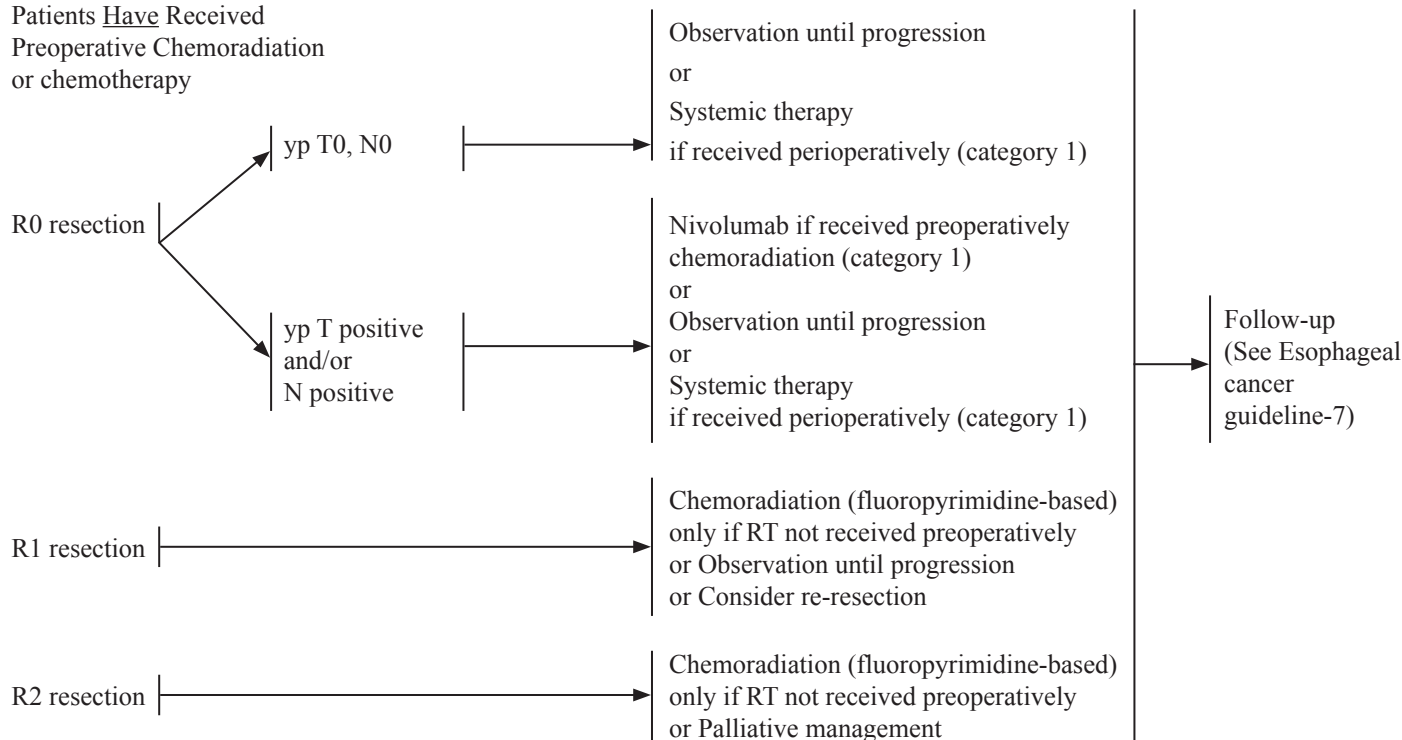 Patients Have Received
Preoperative Chemoradiation
or chemotherapy
R0 resection
yp T0, N0
Observation until progression
or
Systemic therapy
if received perioperatively (category 1)
yp T positive
and/or
N positive
Nivolumab if received preoperatively
chemoradiation (category 1)
or
Observation until progression
or
Systemic therapy
if received perioperatively (category 1)
R1 resection
Chemoradiation (fluoropyrimidine-based)
only if RT not received preoperatively
or Observation until progression
or Consider re-resection
R2 resection
Chemoradiation (fluoropyrimidine-based)
only if RT not received preoperatively
or Palliative management
Follow-up
(See Esophageal
cancer
guideline-7)